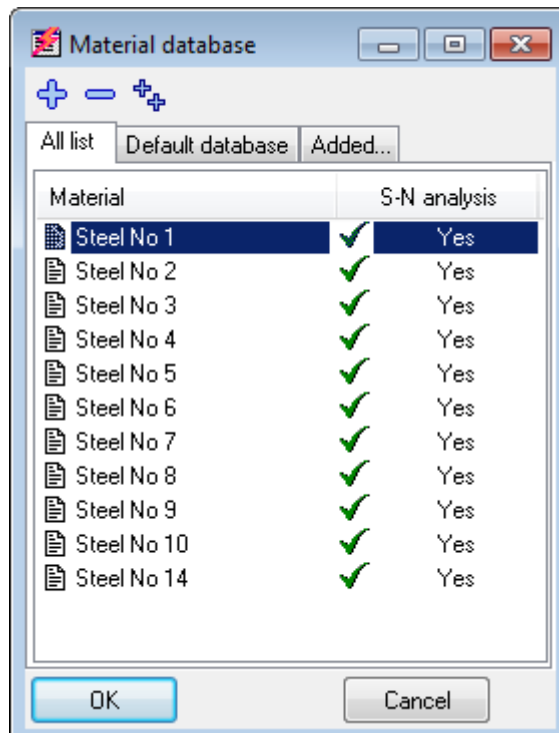 Material database
All list Default database Added...
Material S-N analysis
Steel No 1 Yes
Steel No 2 Yes
Steel No 3 Yes
Steel No 4 Yes
Steel No 5 Yes
Steel No 6 Yes
Steel No 7 Yes
Steel No 8 Yes
Steel No 9 Yes
Steel No 10 Yes
Steel No 14 Yes
OK Cancel